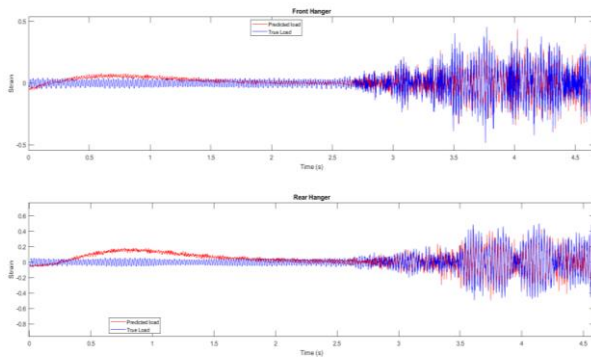 Front Hanger
Predicted load
True Load
0.5
0
-0.5
Strain
0 0.5 1 1.5 2 2.5 3 3.5 4 4.5
Time (s)
Rear Hanger
0.6
0.4
0.2
0
-0.2
-0.4
-0.6
-0.8
Strain
Predicted load
True Load
0 0.5 1 1.5 2 2.5 3 3.5 4 4.5
Time (s)